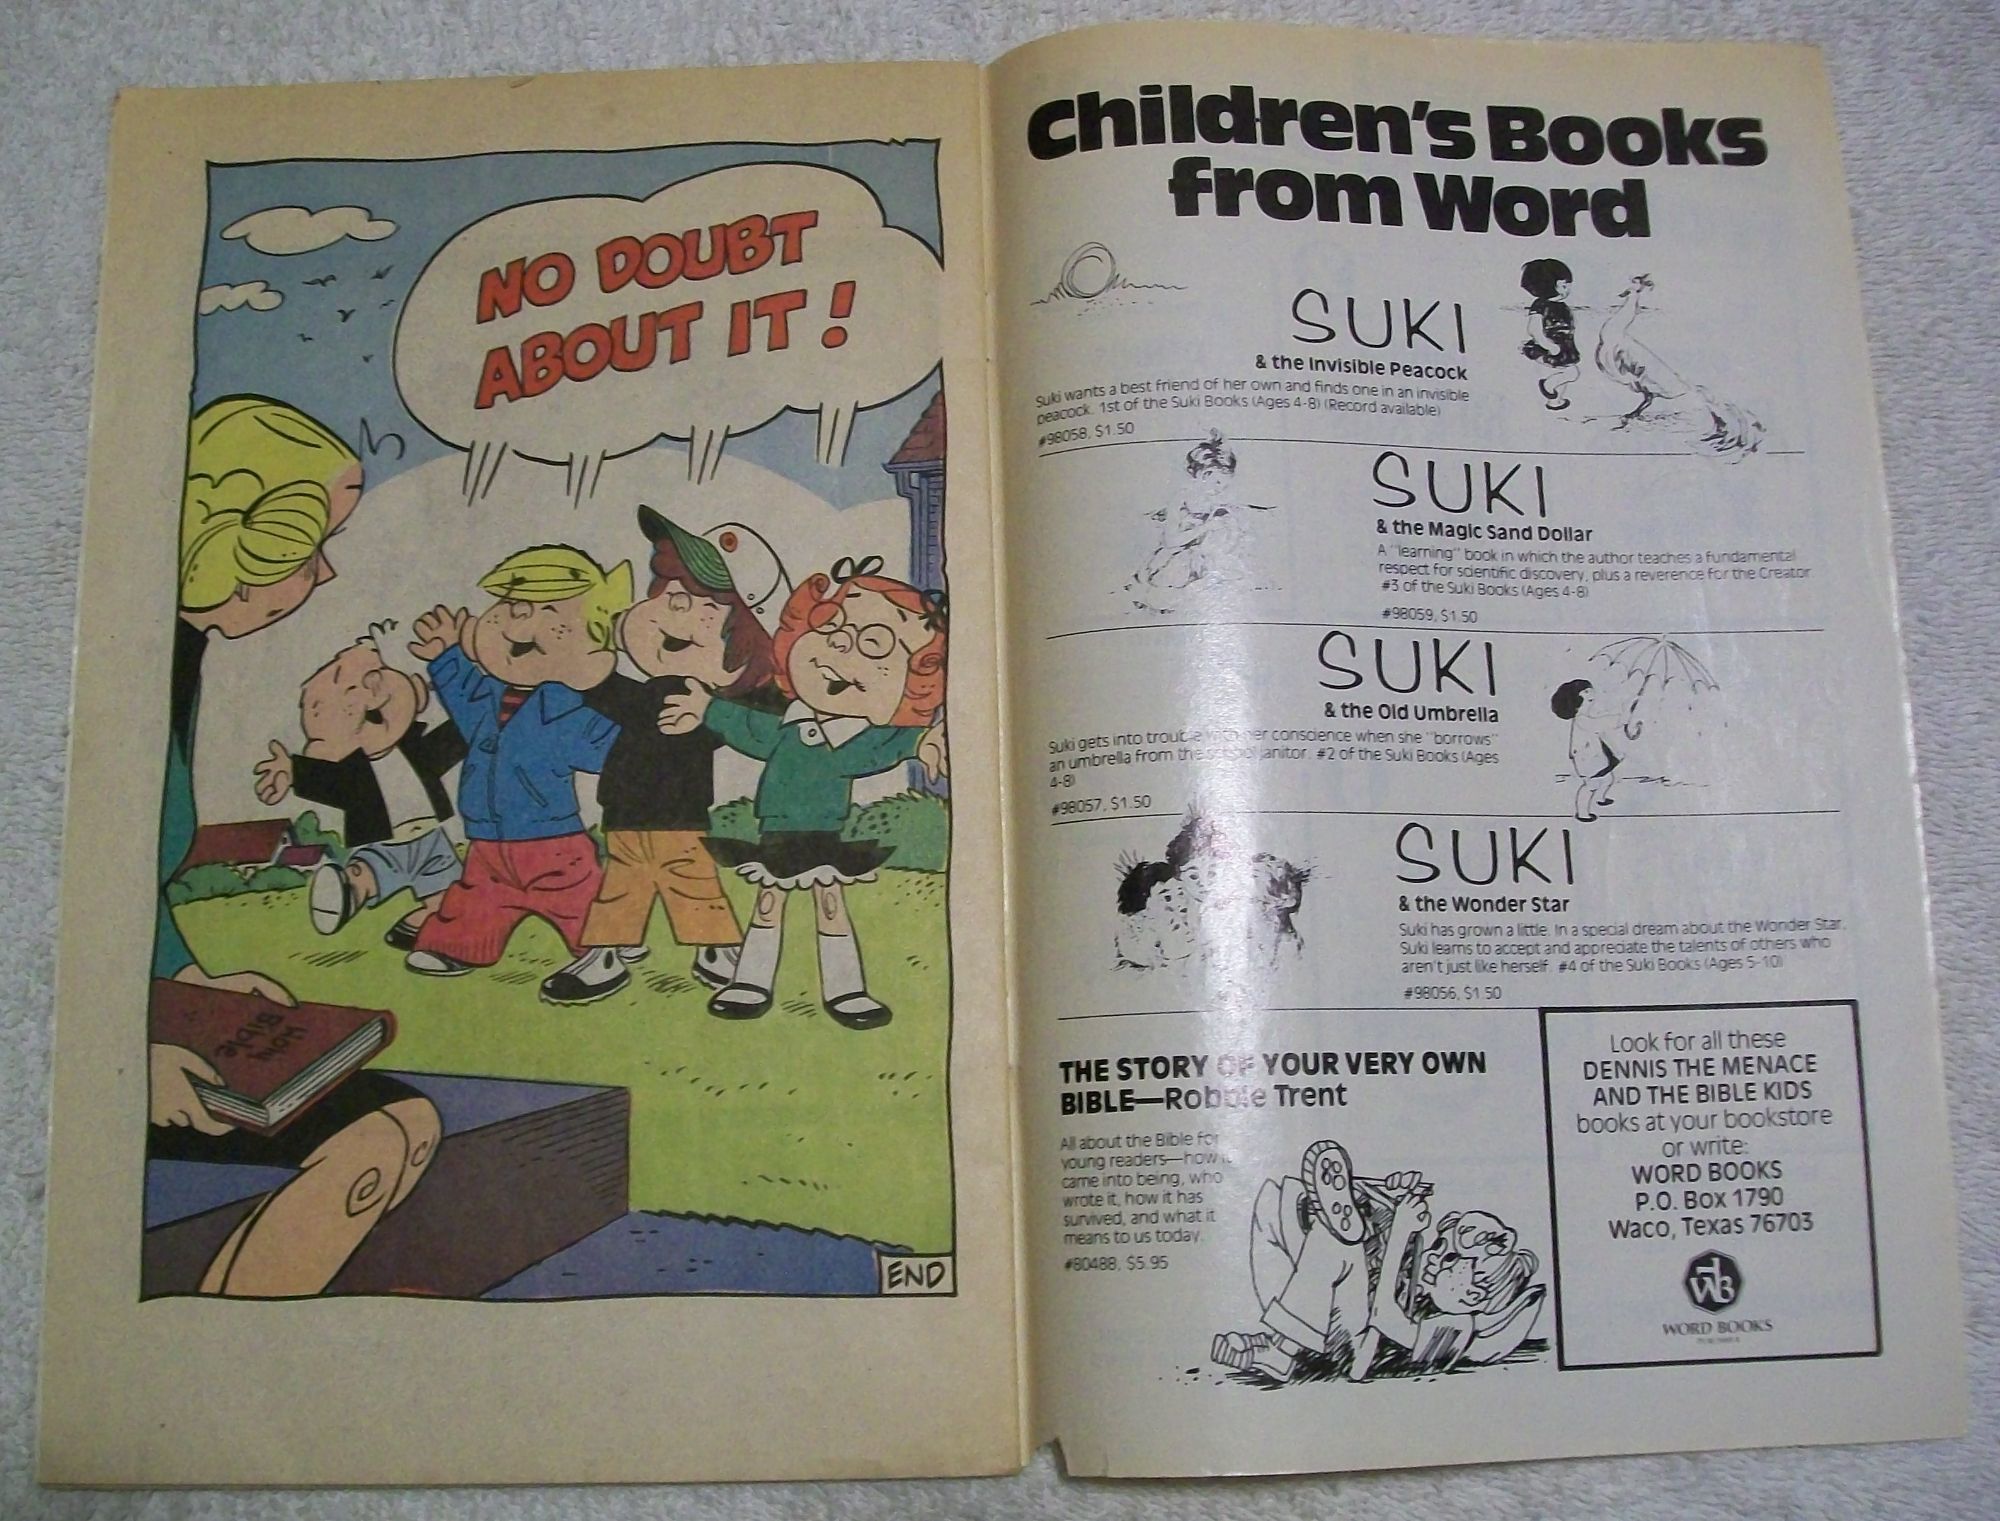 NO DOUBT
ABOUT IT!
Holy
Bible
END
Children's Books
from Word
SUKI
& the Invisible Peacock
Suki wants a best friend of her own and finds one in an invisible
peacock. 1st of the Suki Books (Ages 4-8) (Record available)
#98058, $1.50
SUKI
& the Magic Sand Dollar
A "learning" book in which the author teaches a fundamental
respect for scientific discovery, plus a reverence for the Creator
#3 of the Suki Books (Ages 4-8)
#98059, $1.50
SUKI
& the Old Umbrella
Suki gets into trouble with her conscience when she "borrows"
an umbrella from the school janitor. #2 of the Suki Books (Ages
4-8)
#98057, $1.50
SUKI
& the Wonder Star
Suki has grown a little. In a special dream about the Wonder Star,
Suki learns to accept and appreciate the talents of others who
aren't just like herself. #4 of the Suki Books (Ages 5-10)
#98056, $1.50
THE STORY OF YOUR VERY OWN
BIBLE—Robbie Trent
All about the Bible for
young readers—how it
came into being, who
wrote it, how it has
survived, and what it
means to us today.
#80488, $5.95
Look for all these
DENNIS THE MENACE
AND THE BIBLE KIDS
books at your bookstore
or write:
WORD BOOKS
P.O. Box 1790
Waco, Texas 76703
WB
WORD BOOKS